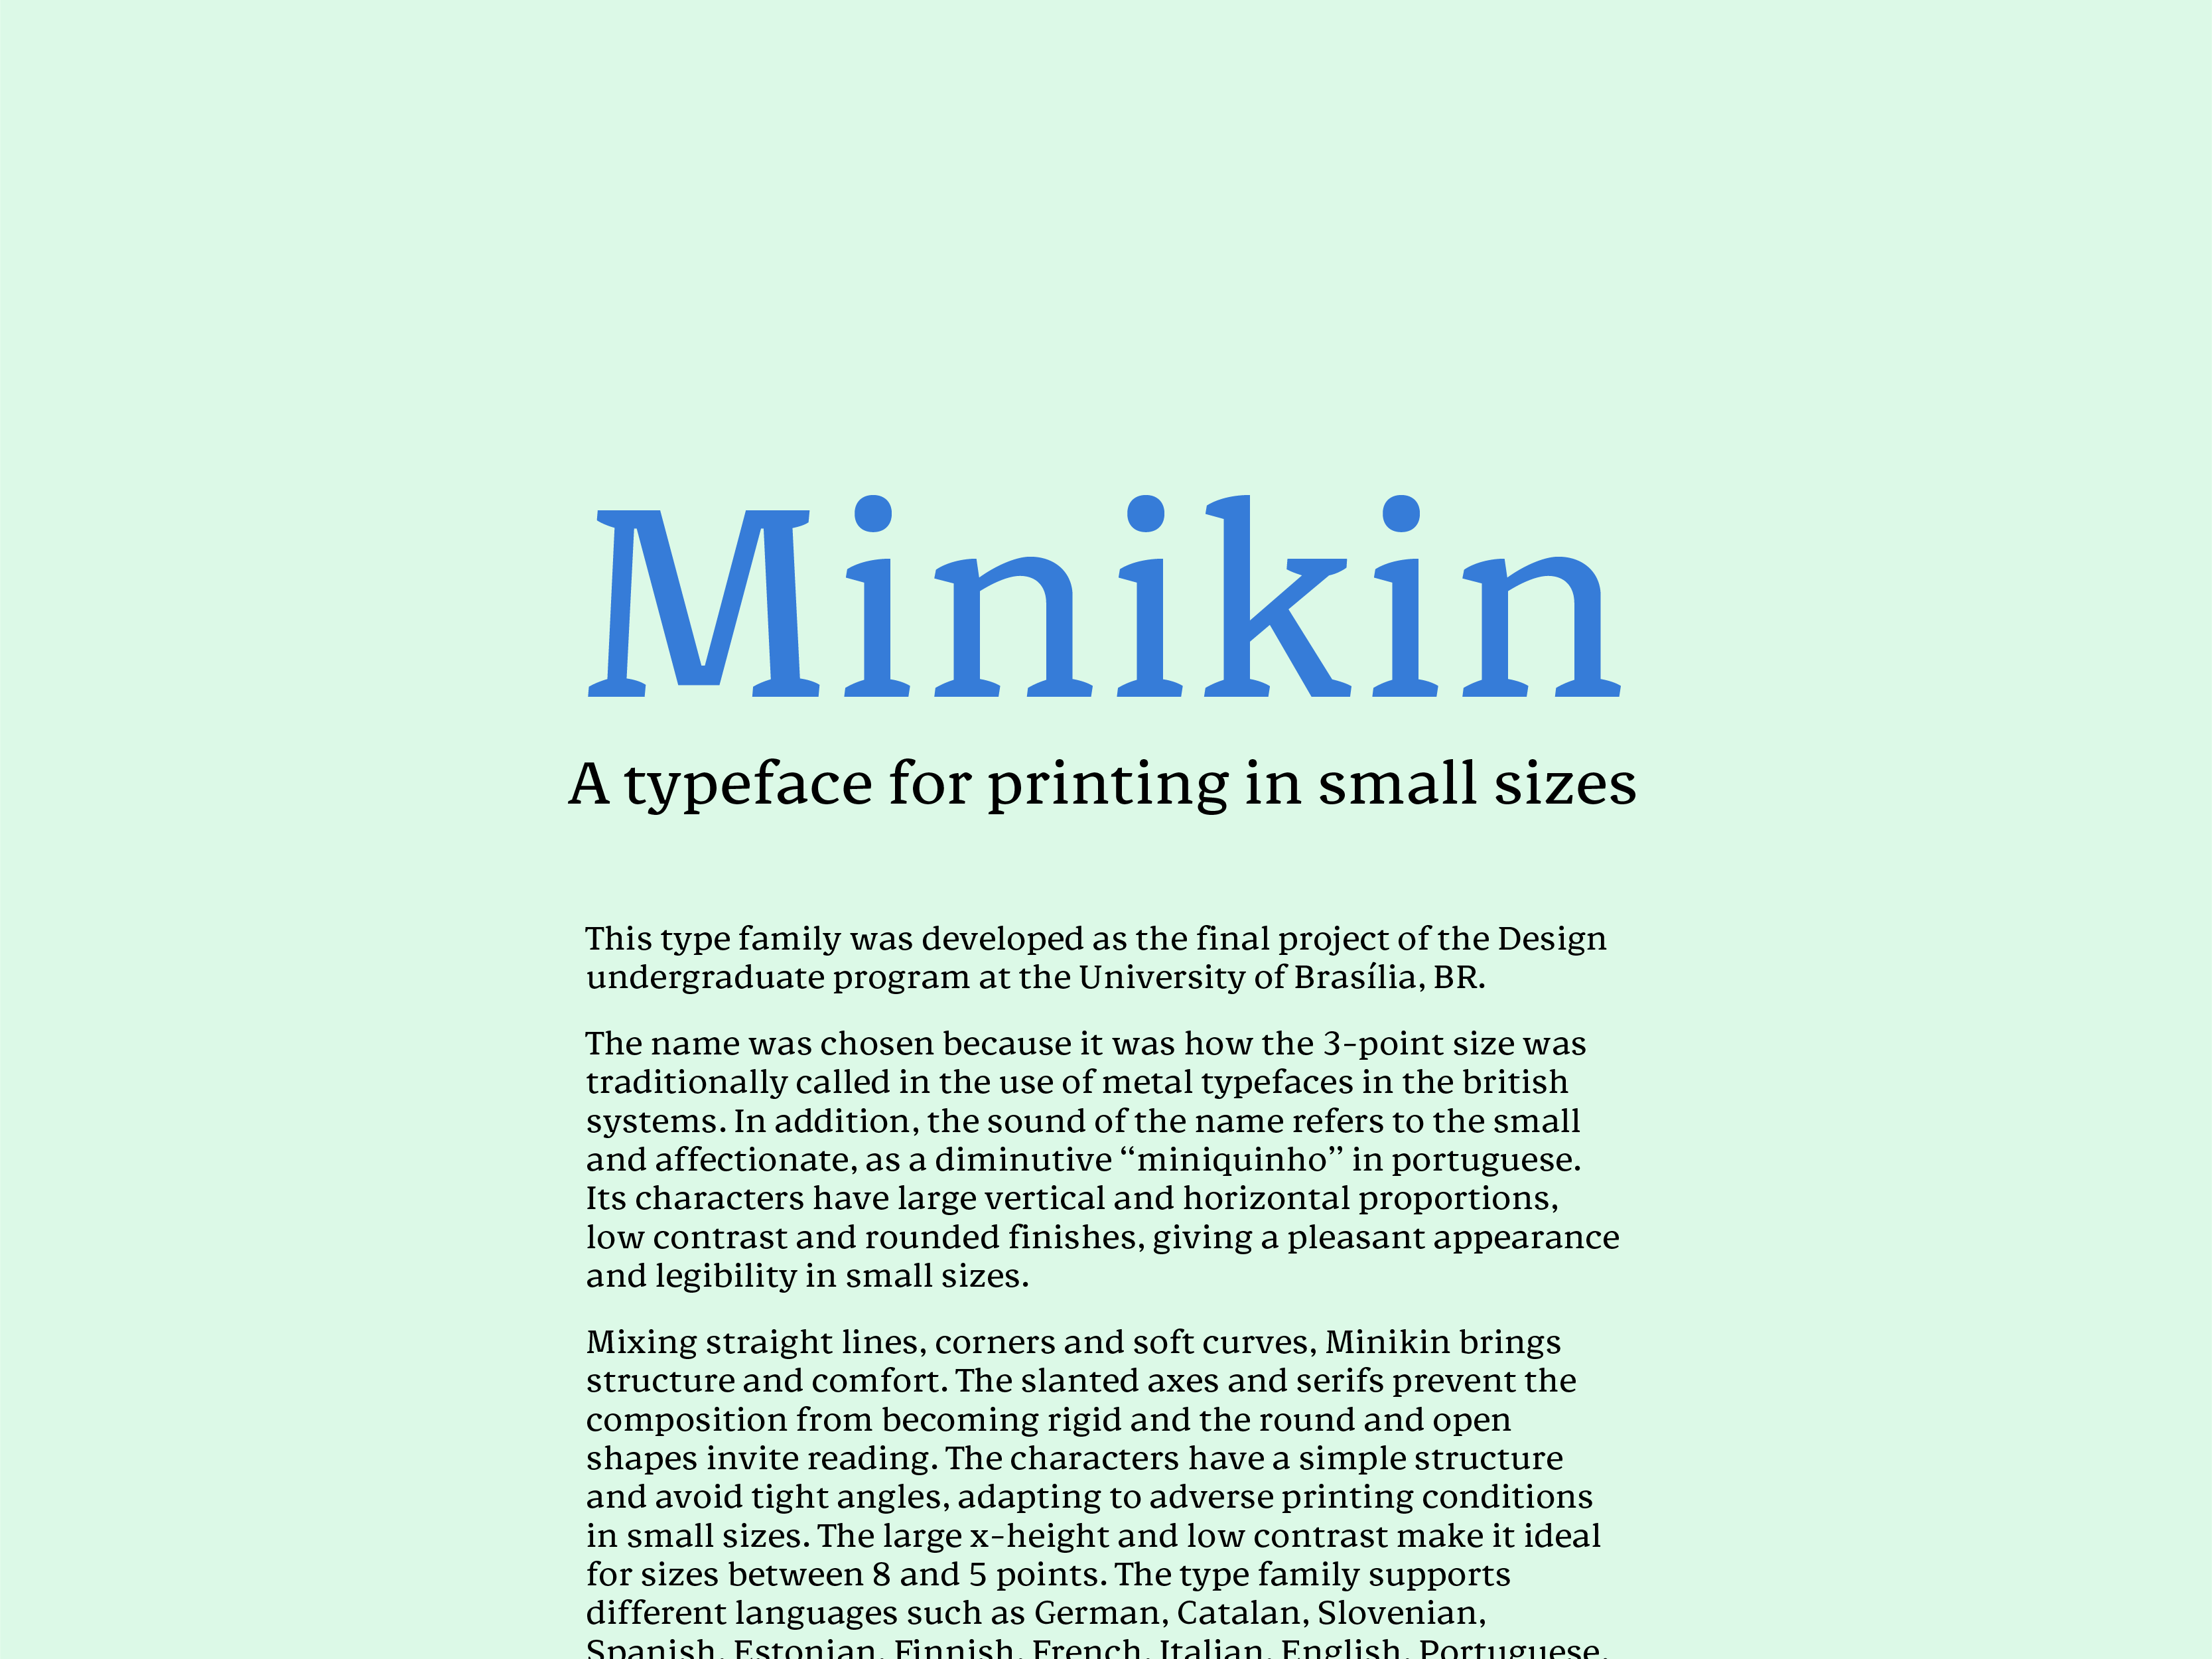 Minikin
A typeface for printing in small sizes
This type family was developed as the final project of the Design
undergraduate program at the University of Brasília, BR.
The name was chosen because it was how the 3-point size was
traditionally called in the use of metal typefaces in the british
systems. In addition, the sound of the name refers to the small
and affectionate, as a diminutive “miniquinho” in portuguese.
Its characters have large vertical and horizontal proportions,
low contrast and rounded finishes, giving a pleasant appearance
and legibility in small sizes.
Mixing straight lines, corners and soft curves, Minikin brings
structure and comfort. The slanted axes and serifs prevent the
composition from becoming rigid and the round and open
shapes invite reading. The characters have a simple structure
and avoid tight angles, adapting to adverse printing conditions
in small sizes. The large x-height and low contrast make it ideal
for sizes between 8 and 5 points. The type family supports
different languages such as German, Catalan, Slovenian,
Spanish, Estonian, Finnish, French, Italian, English, Portuguese,